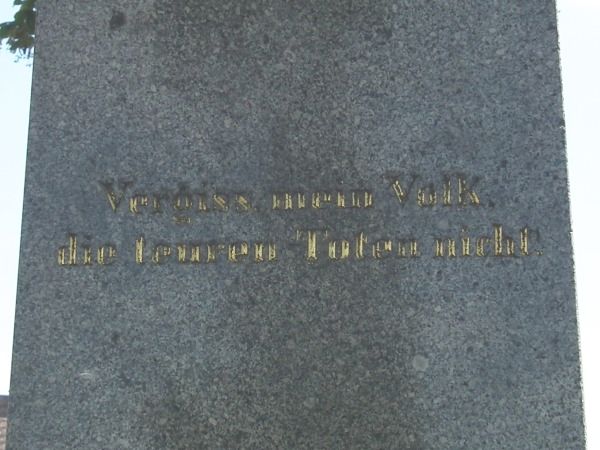 Vergiss, mein Volk,
die teuren Toten nicht!